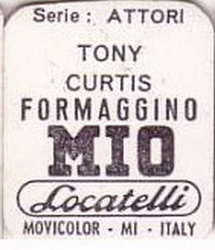 Serie: ATTORI
TONY
CURTIS
FORMAGGINO
MIO
Locatelli
MOVICOLOR - MI - ITALY